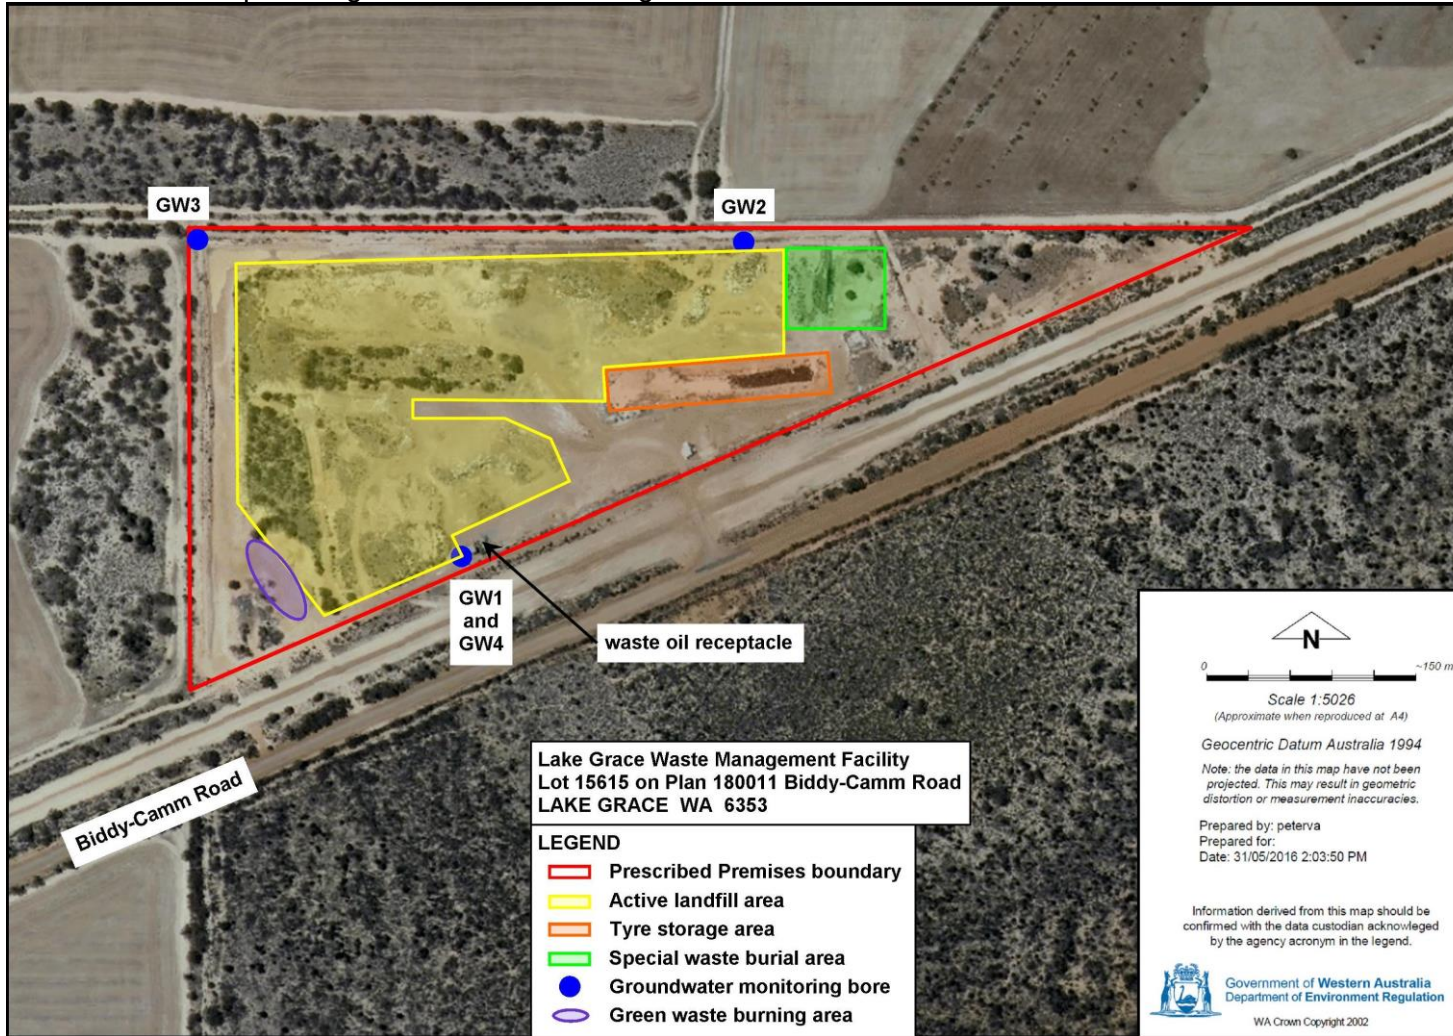 GW3
GW2
GW1
and
GW4
waste oil receptacle
Biddy-Camm Road
Lake Grace Waste Management Facility
Lot 15615 on Plan 180011 Biddy-Camm Road
LAKE GRACE WA 6353
LEGEND
Prescribed Premises boundary
Active landfill area
Tyre storage area
Special waste burial area
Groundwater monitoring bore
Green waste burning area
N
0 ~150 m
Scale 1:5026
(Approximate when reproduced at A4)
Geocentric Datum Australia 1994
Note: the data in this map have not been
projected. This may result in geometric
distortion or measurement inaccuracies.
Prepared by: peterva
Prepared for:
Date: 31/05/2016 2:03:50 PM
Information derived from this map should be
confirmed with the data custodian acknowleged
by the agency acronym in the legend.
Government of Western Australia
Department of Environment Regulation
WA Crown Copyright 2002